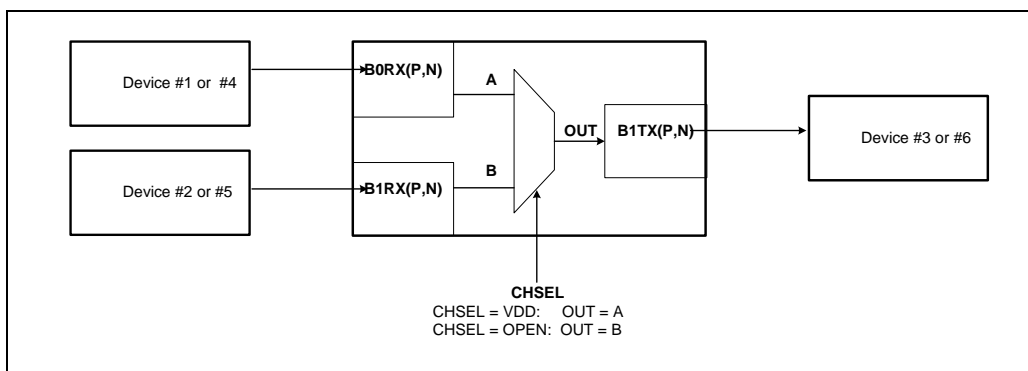 Device #1 or #4
B0RX(P,N)
A
OUT
B1TX(P,N)
Device #3 or #6
Device #2 or #5
B1RX(P,N)
B
CHSEL
CHSEL = VDD: OUT = A
CHSEL = OPEN: OUT = B